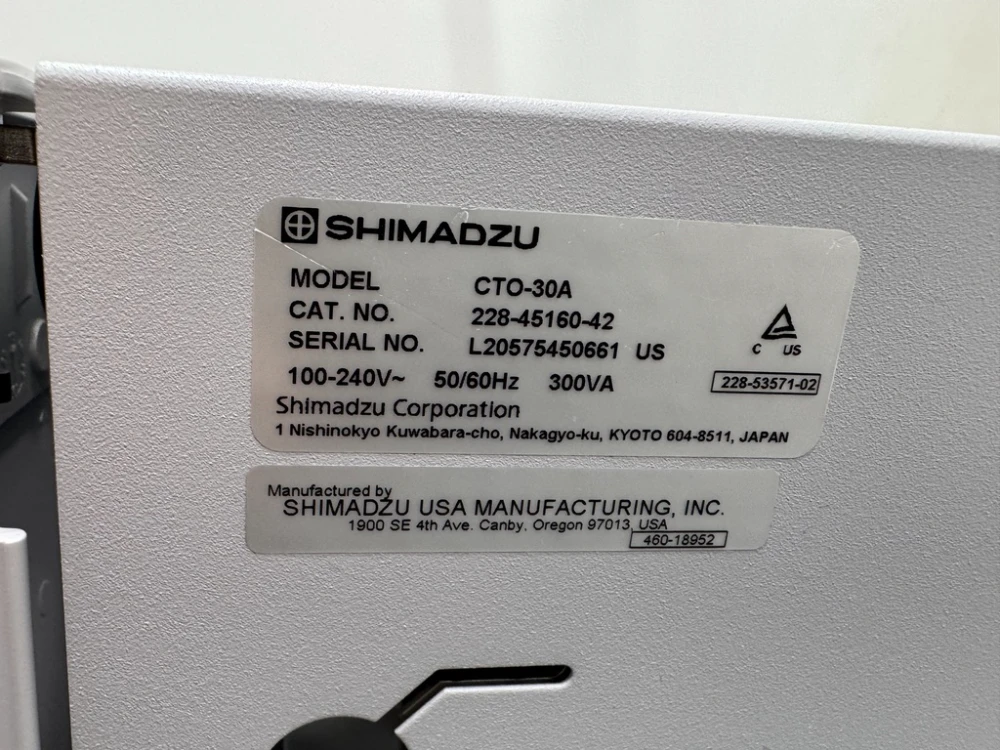 SHIMADZU
MODEL CTO-30A
CAT. NO. 228-45160-42
SERIAL NO. L20575450661 US
C US
100-240V~ 50/60Hz 300VA 228-53571-02
Shimadzu Corporation
1 Nishinokyo Kuwabara-cho, Nakagyo-ku, KYOTO 604-8511, JAPAN
Manufactured by
SHIMADZU USA MANUFACTURING, INC.
1900 SE 4th Ave. Canby. Oregon 97013, USA
460-18952